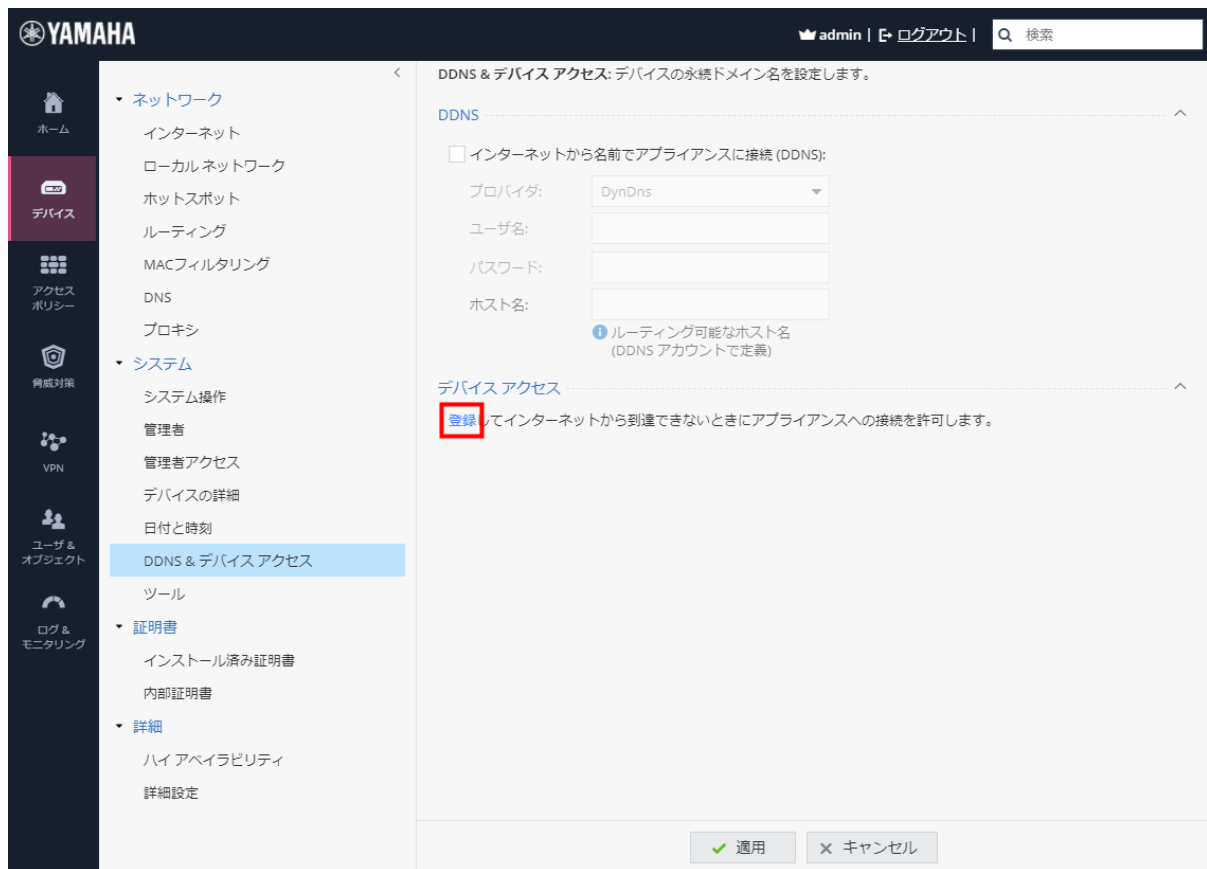 YAMAHA
admin | ログアウト |
検索
ホーム
デバイス
アクセス
ポリシー
脅威対策
VPN
ユーザ &
オブジェクト
ログ &
モニタリング
ネットワーク
インターネット
ローカル ネットワーク
ホットスポット
ルーティング
MACフィルタリング
DNS
プロキシ
システム
システム操作
管理者
管理者アクセス
デバイスの詳細
日付と時刻
DDNS & デバイス アクセス
ツール
証明書
インストール済み証明書
内部証明書
詳細
ハイ アベイラビリティ
詳細設定
DDNS & デバイス アクセス: デバイスの永続ドメイン名を設定します。
DDNS
インターネットから名前でアプライアンスに接続 (DDNS):
プロバイダ:
DynDns
ユーザ名:
パスワード:
ホスト名:
ルーティング可能なホスト名
(DDNS アカウントで定義)
デバイス アクセス
登録してインターネットから到達できないときにアプライアンスへの接続を許可します。
適用
キャンセル